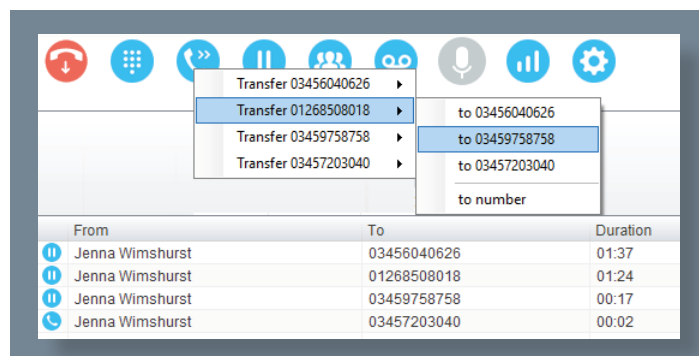 Transfer 03456040626
Transfer 01268508018
Transfer 03459758758
Transfer 03457203040
to 03456040626
to 03459758758
to 03457203040
to number
From To Duration
Jenna Wimshurst 03456040626 01:37
Jenna Wimshurst 01268508018 01:24
Jenna Wimshurst 03459758758 00:17
Jenna Wimshurst 03457203040 00:02